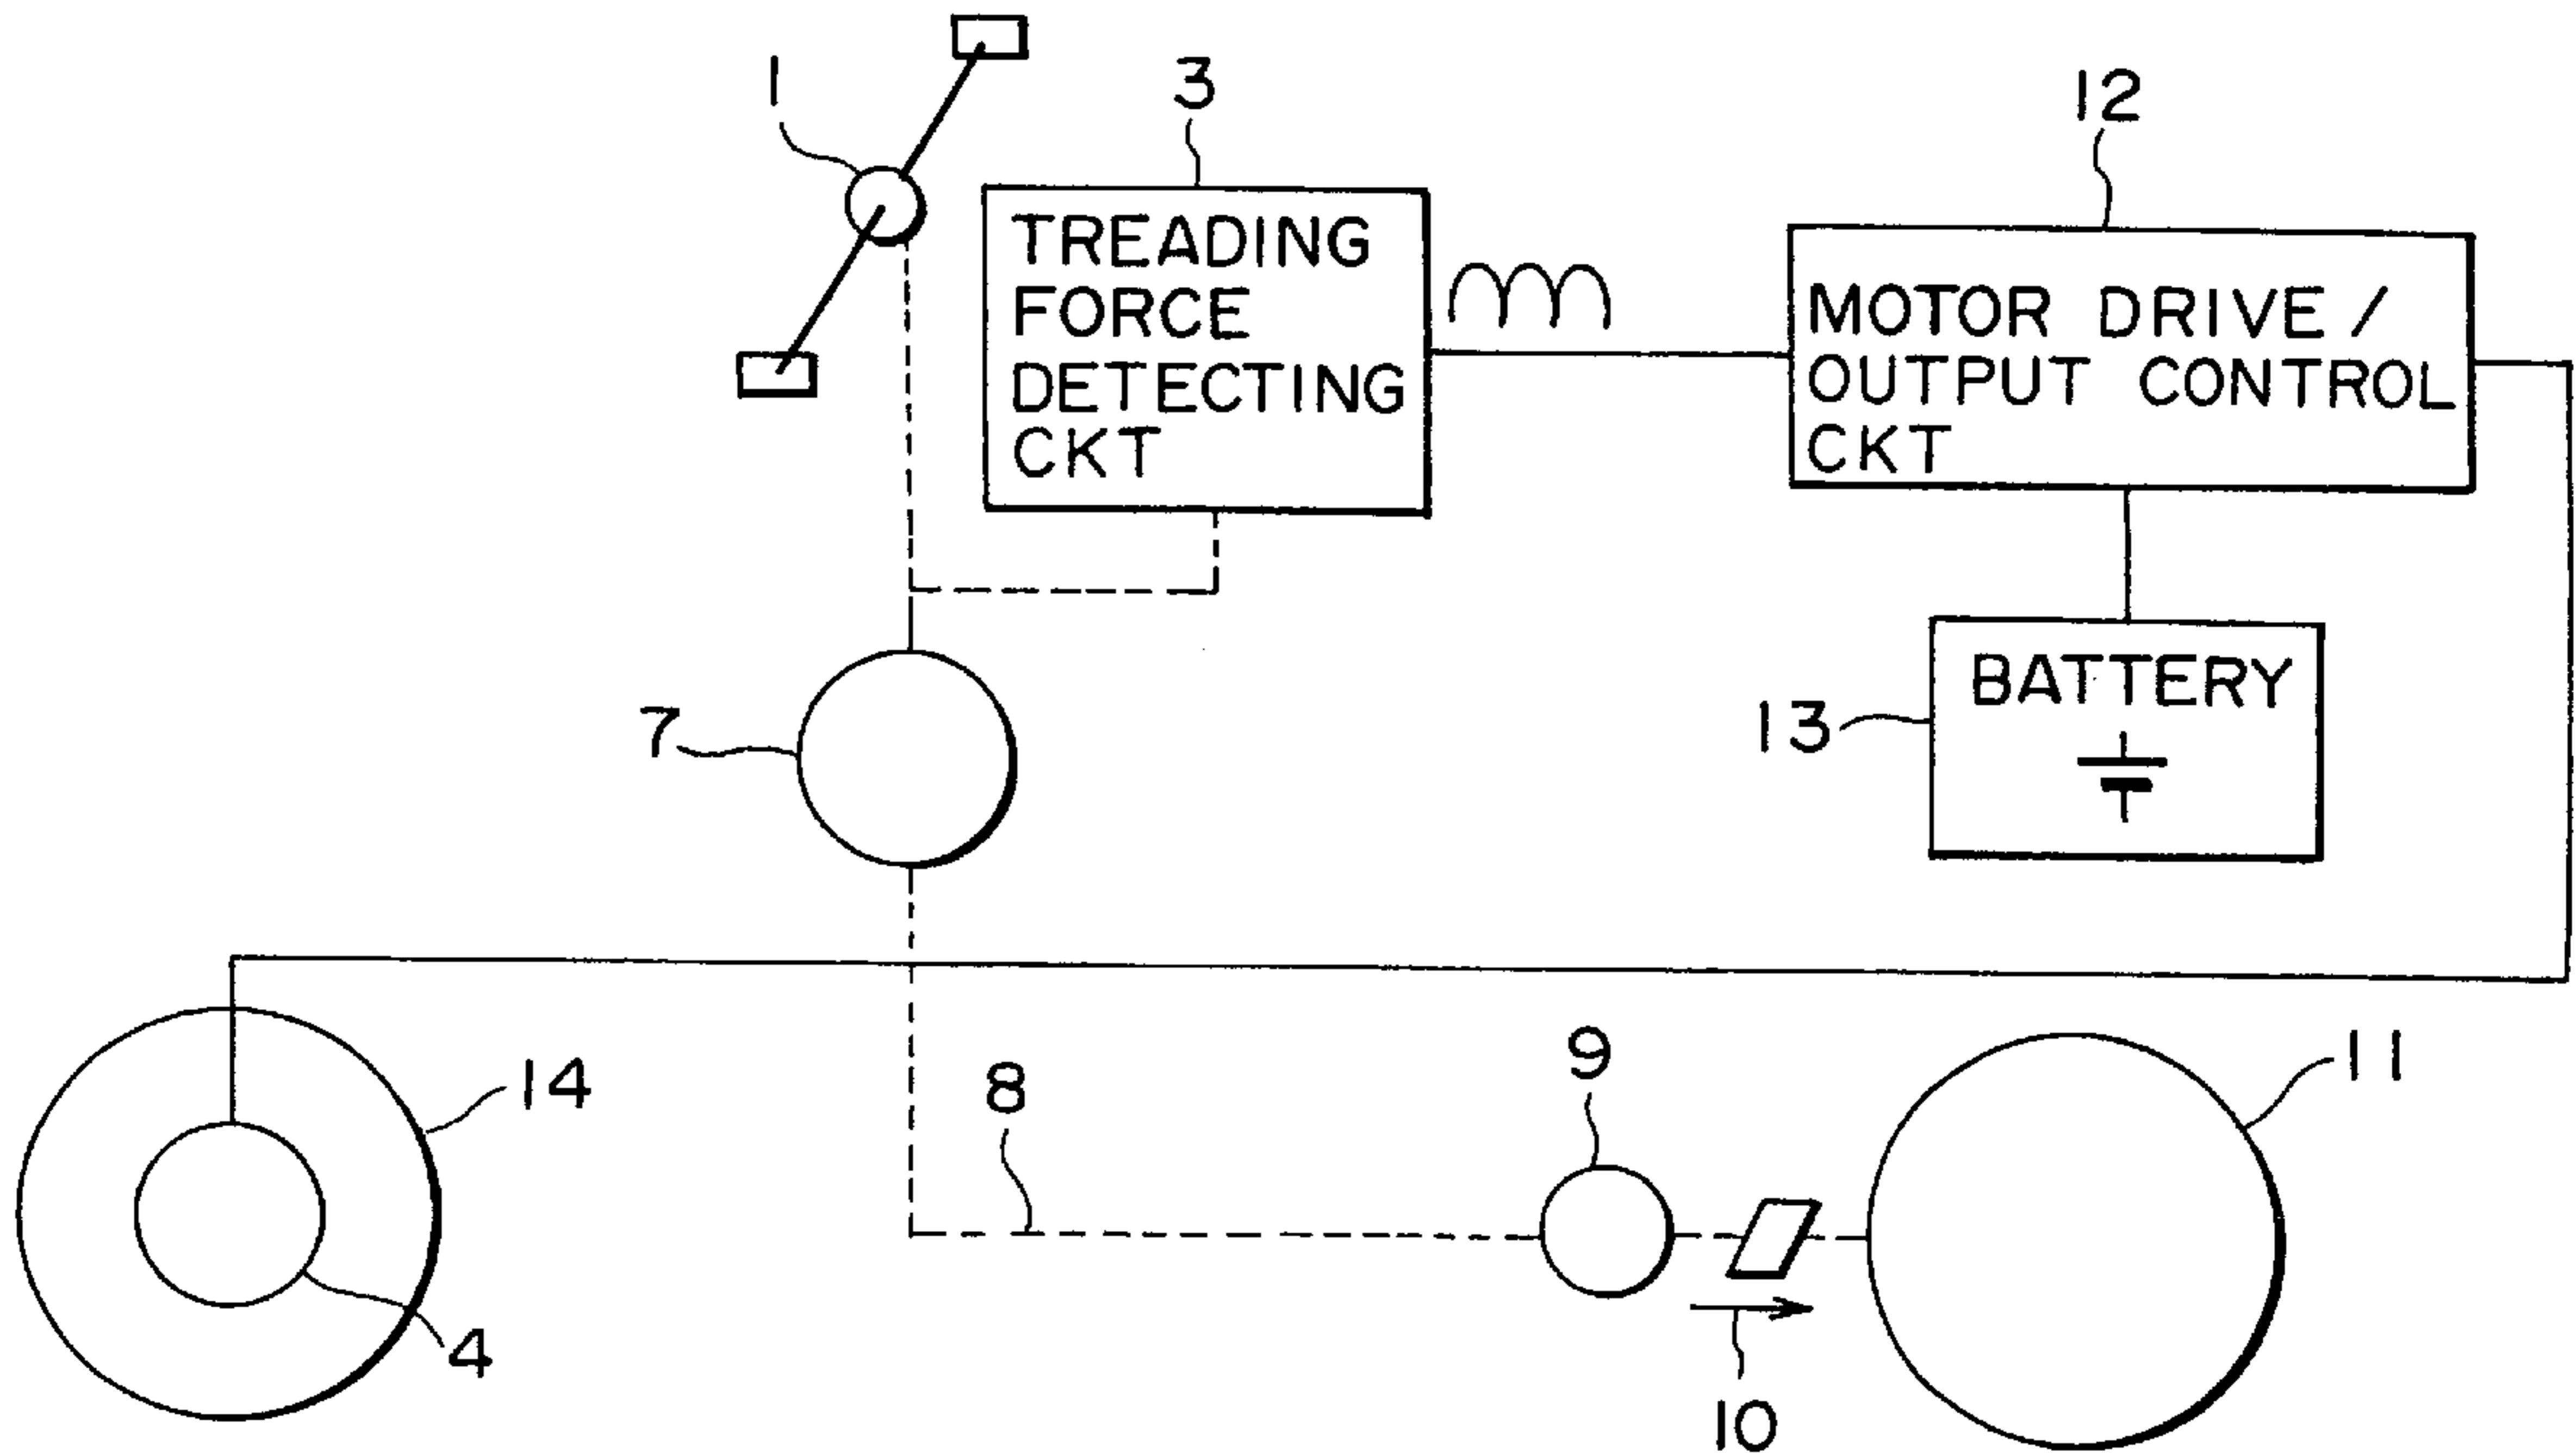 1
3
12
TREADING
FORCE
DETECTING
CKT
MOTOR DRIVE /
OUTPUT CONTROL
CKT
7
13
BATTERY
14
8
9
11
4
10